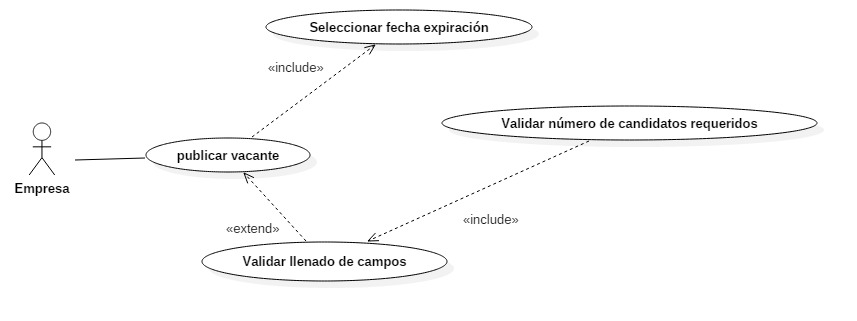 Seleccionar fecha expiración
«include»
Validar número de candidatos requeridos
publicar vacante
Empresa
«include»
«extend»
Validar llenado de campos